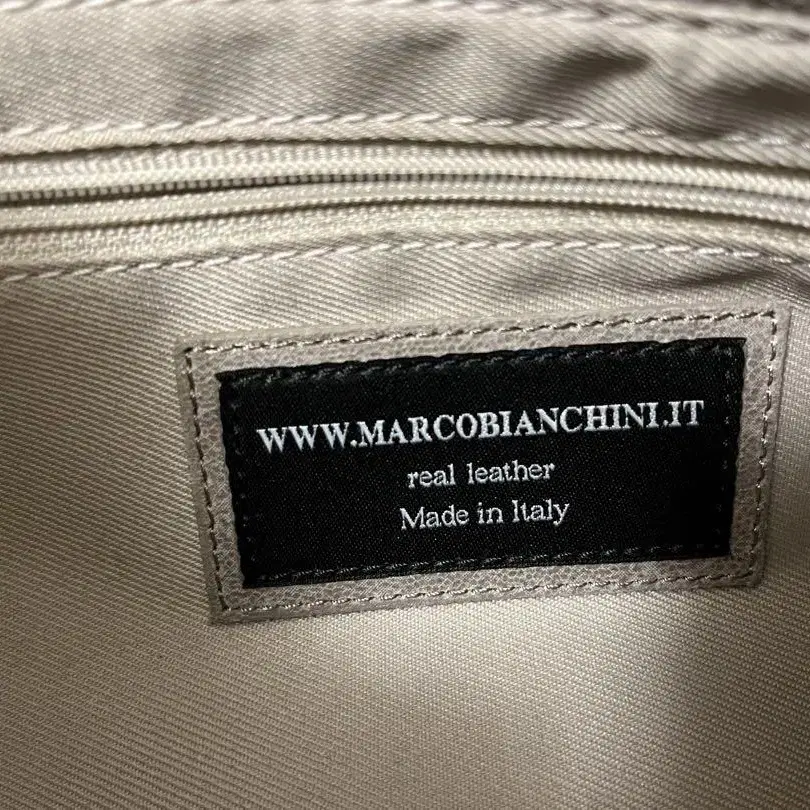 WWW.MARCOBIANCHINI.IT
real leather
Made in Italy